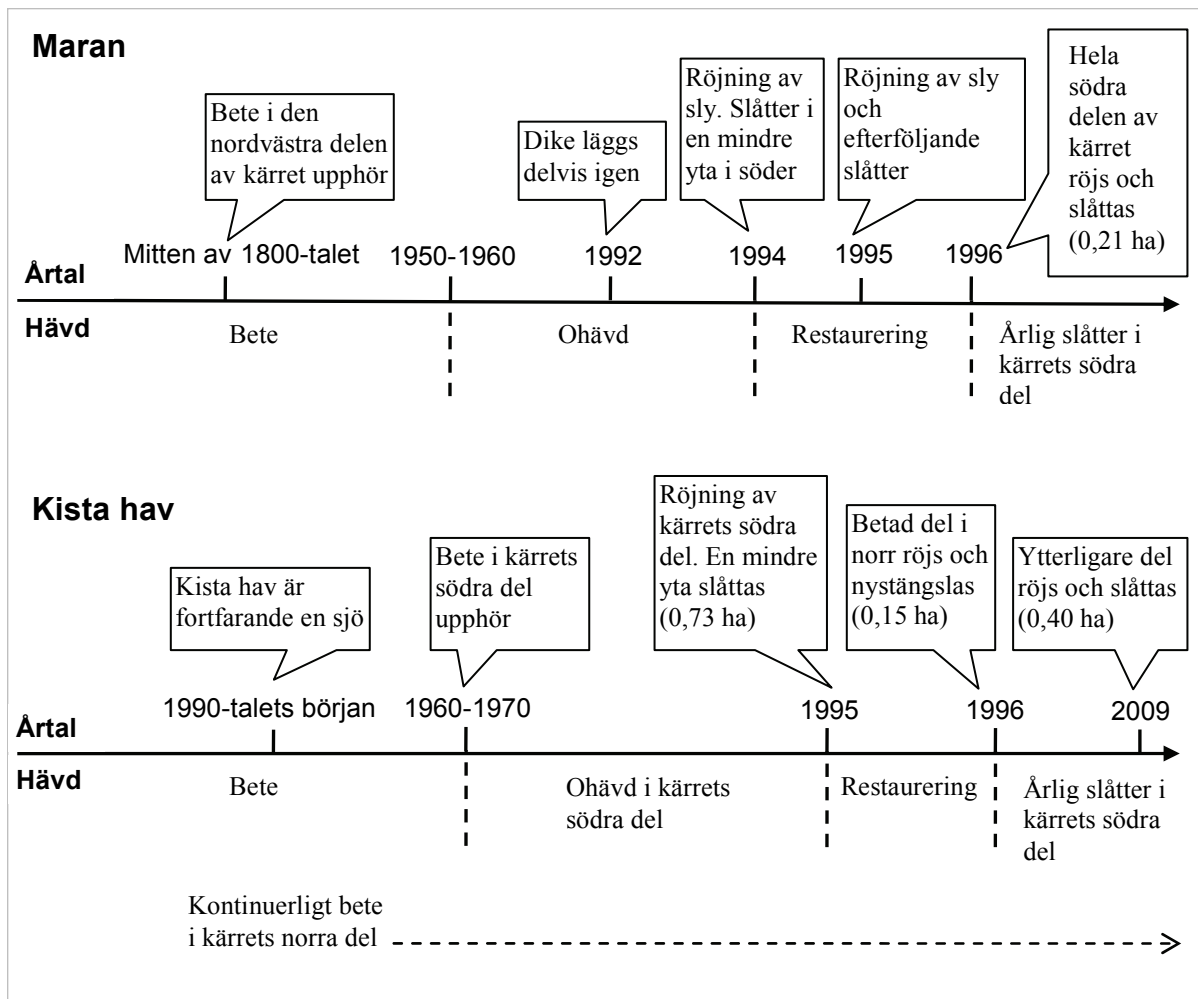 Maran
Bete i den
nordvästra delen
av kärret upphör
Dike läggs
delvis igen
Röjning av
sly. Slåtter i
en mindre
yta i söder
Röjning av sly
och
efterföljande
slåtter
Hela
södra
delen av
kärret
röjs och
slåttas
(0,21 ha)
Årtal
Mitten av 1800-talet
1950-1960
1992
1994
1995
1996
Hävd
Bete
Ohävd
Restaurering
Årlig slåtter i
kärrets södra
del
Kista hav
Kista hav är
fortfarande en sjö
Bete i kärrets
södra del
upphör
Röjning av
kärrets södra
del. En mindre
yta slåttas
(0,73 ha)
Betad del i
norr röjs och
nystängslas
(0,15 ha)
Ytterligare del
röjs och slåttas
(0,40 ha)
Årtal
1990-talets början
1960-1970
1995
1996
2009
Hävd
Bete
Ohävd i kärrets
södra del
Restaurering
Årlig slåtter i
kärrets södra
del
Kontinuerligt bete
i kärrets norra del